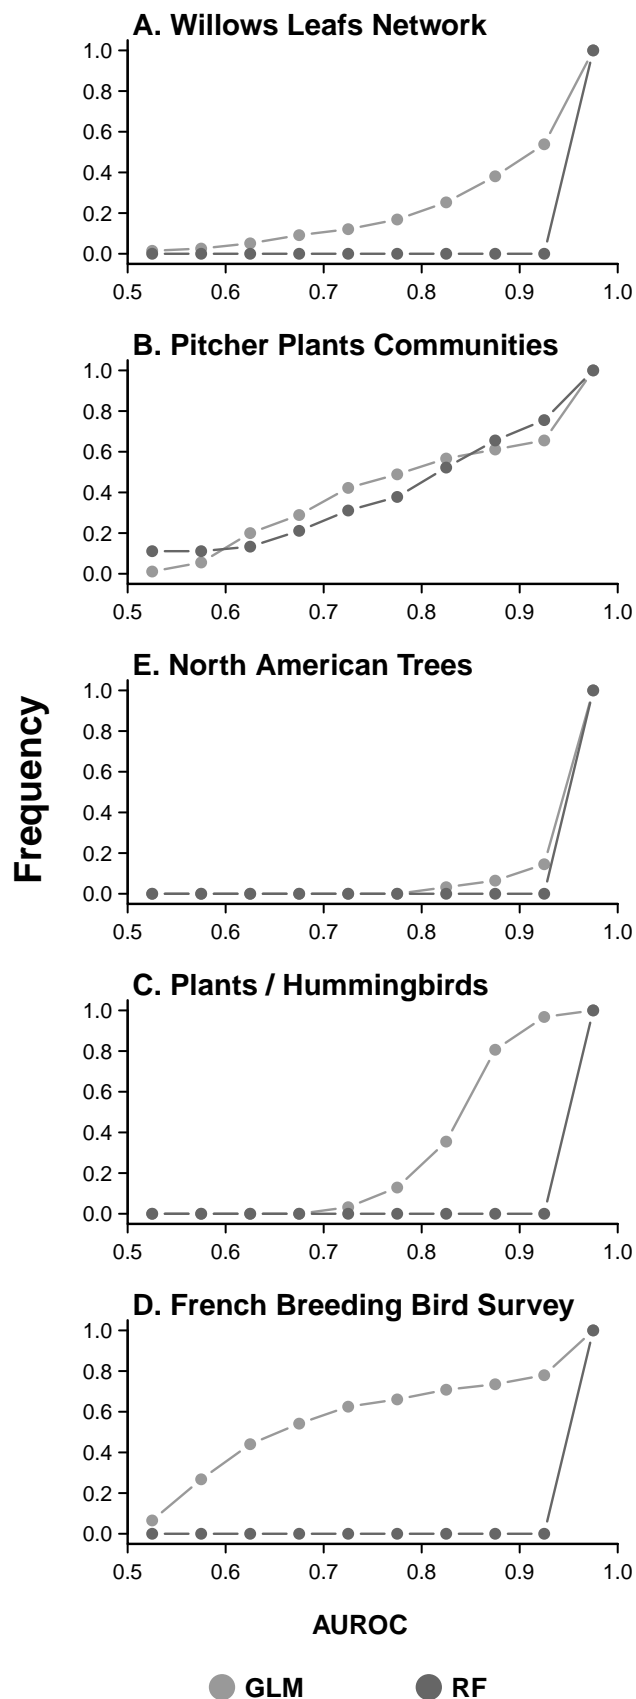 A. Willows Leafs Network
1.0
0.8
0.6
0.4
0.2
0.0
0.5 0.6 0.7 0.8 0.9 1.0
B. Pitcher Plants Communities
1.0
0.8
0.6
0.4
0.2
0.0
0.5 0.6 0.7 0.8 0.9 1.0
E. North American Trees
1.0
0.8
0.6
0.4
0.2
0.0
0.5 0.6 0.7 0.8 0.9 1.0
Frequency
C. Plants / Hummingbirds
1.0
0.8
0.6
0.4
0.2
0.0
0.5 0.6 0.7 0.8 0.9 1.0
D. French Breeding Bird Survey
1.0
0.8
0.6
0.4
0.2
0.0
0.5 0.6 0.7 0.8 0.9 1.0
AUROC
GLM RF